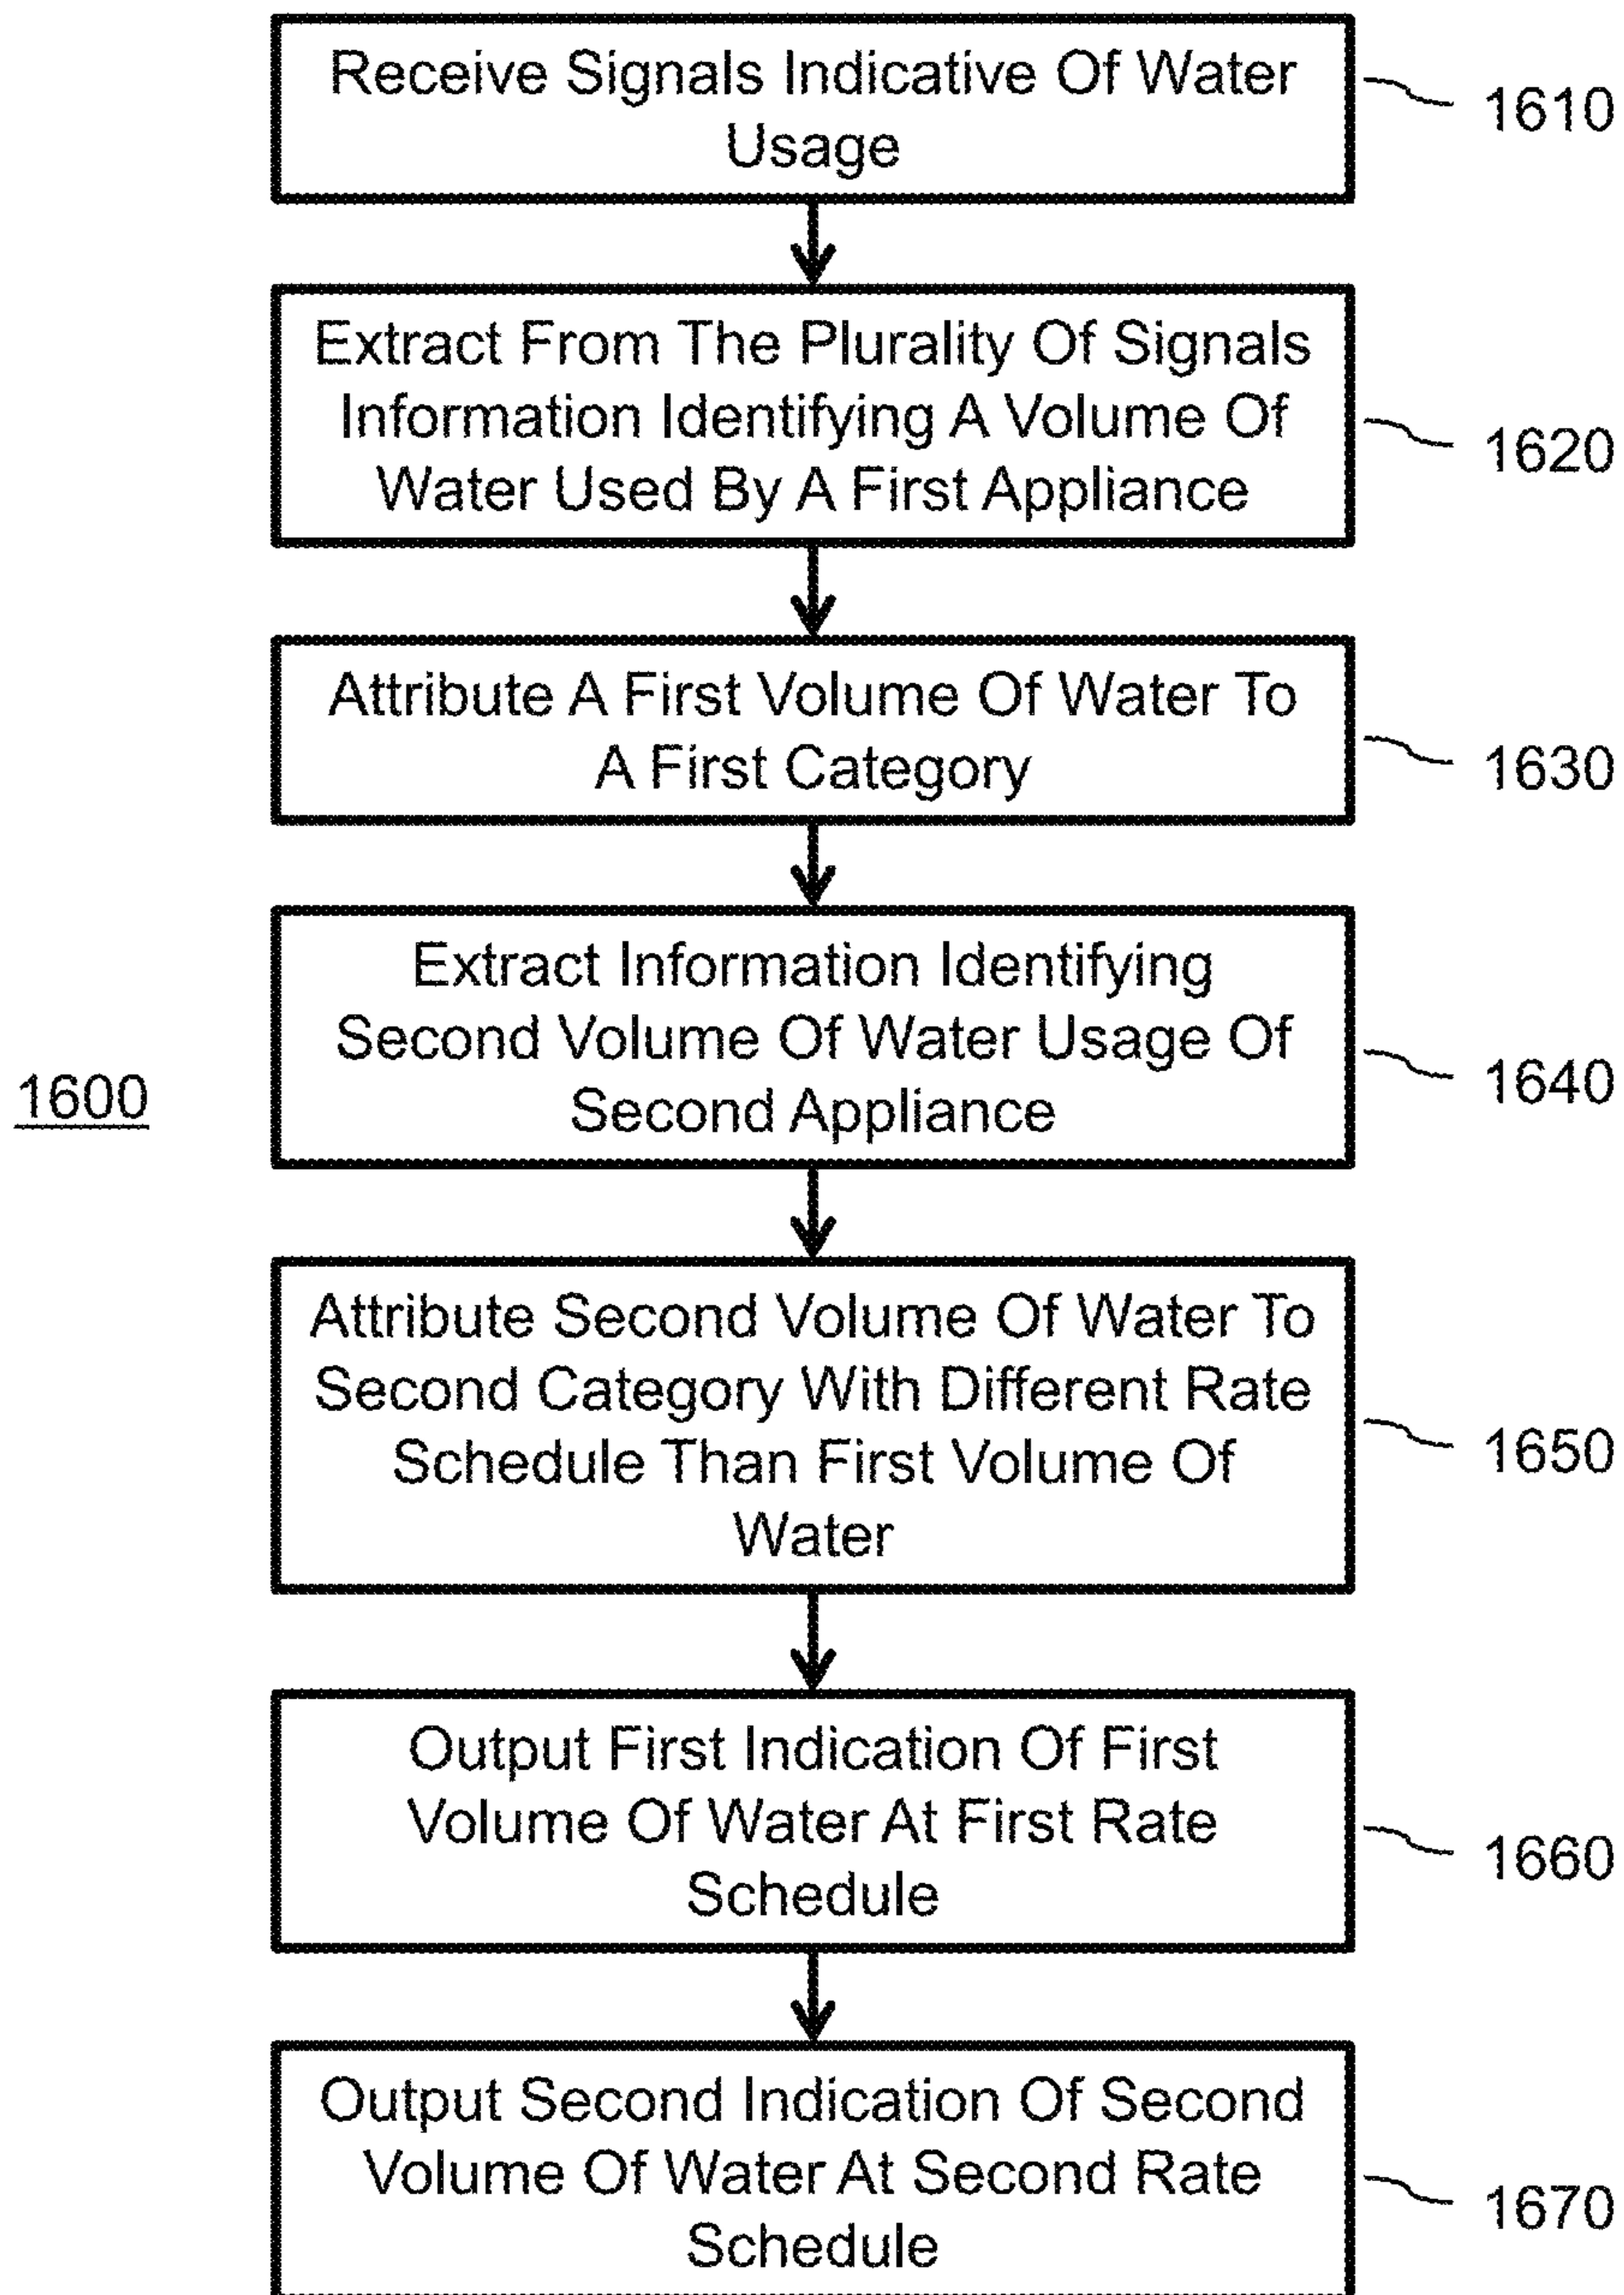 Receive Signals Indicative Of Water
Usage
1610
Extract From The Plurality Of Signals
Information Identifying A Volume Of
Water Used By A First Appliance
1620
Attribute A First Volume Of Water To
A First Category
1630
Extract Information Identifying
Second Volume Of Water Usage Of
Second Appliance
1640
1600
Attribute Second Volume Of Water To
Second Category With Different Rate
Schedule Than First Volume Of
Water
1650
Output First Indication Of First
Volume Of Water At First Rate
Schedule
1660
Output Second Indication Of Second
Volume Of Water At Second Rate
Schedule
1670